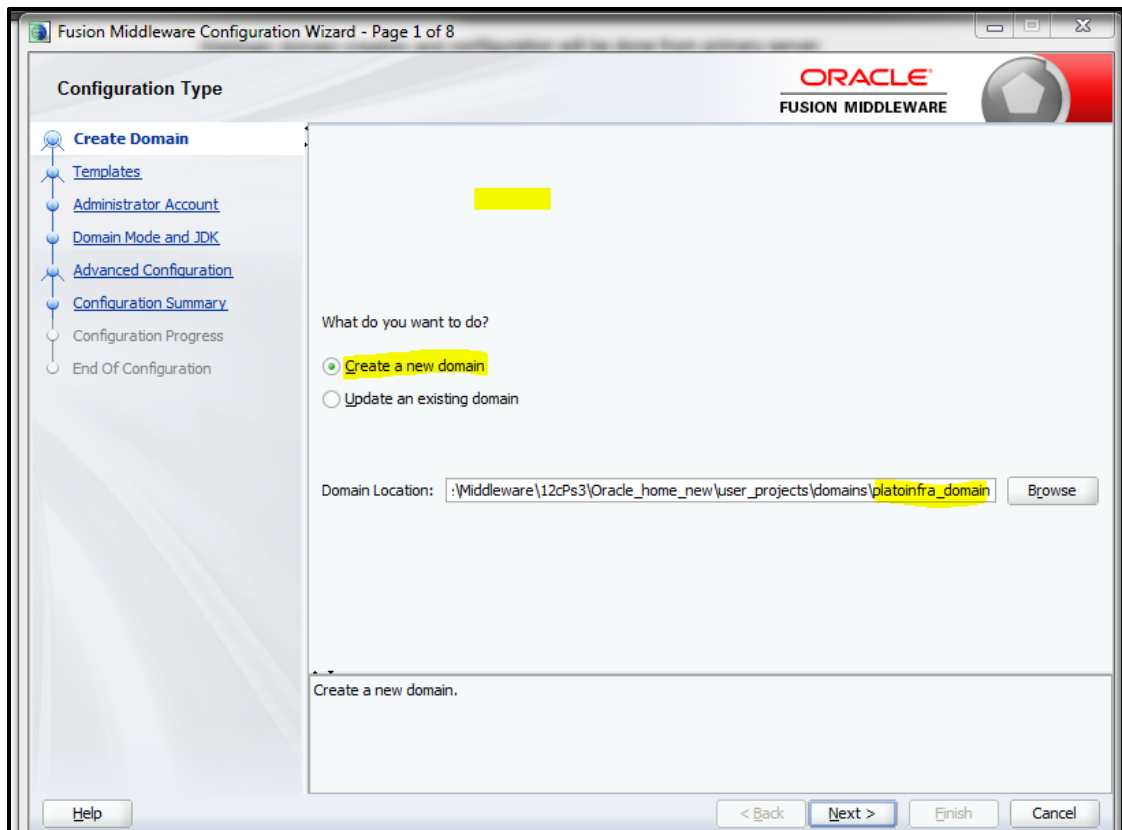 Fusion Middleware Configuration Wizard - Page 1 of 8
Configuration Type
ORACLE
FUSION MIDDLEWARE
Create Domain
Templates
Administrator Account
Domain Mode and JDK
Advanced Configuration
Configuration Summary
Configuration Progress
End Of Configuration
What do you want to do?
Create a new domain
Update an existing domain
Domain Location: :\Middleware\12cPs3\Oracle_home_new\user_projects\domains\platoinfra_domain Browse
Create a new domain.
Help < Back Next > Finish Cancel